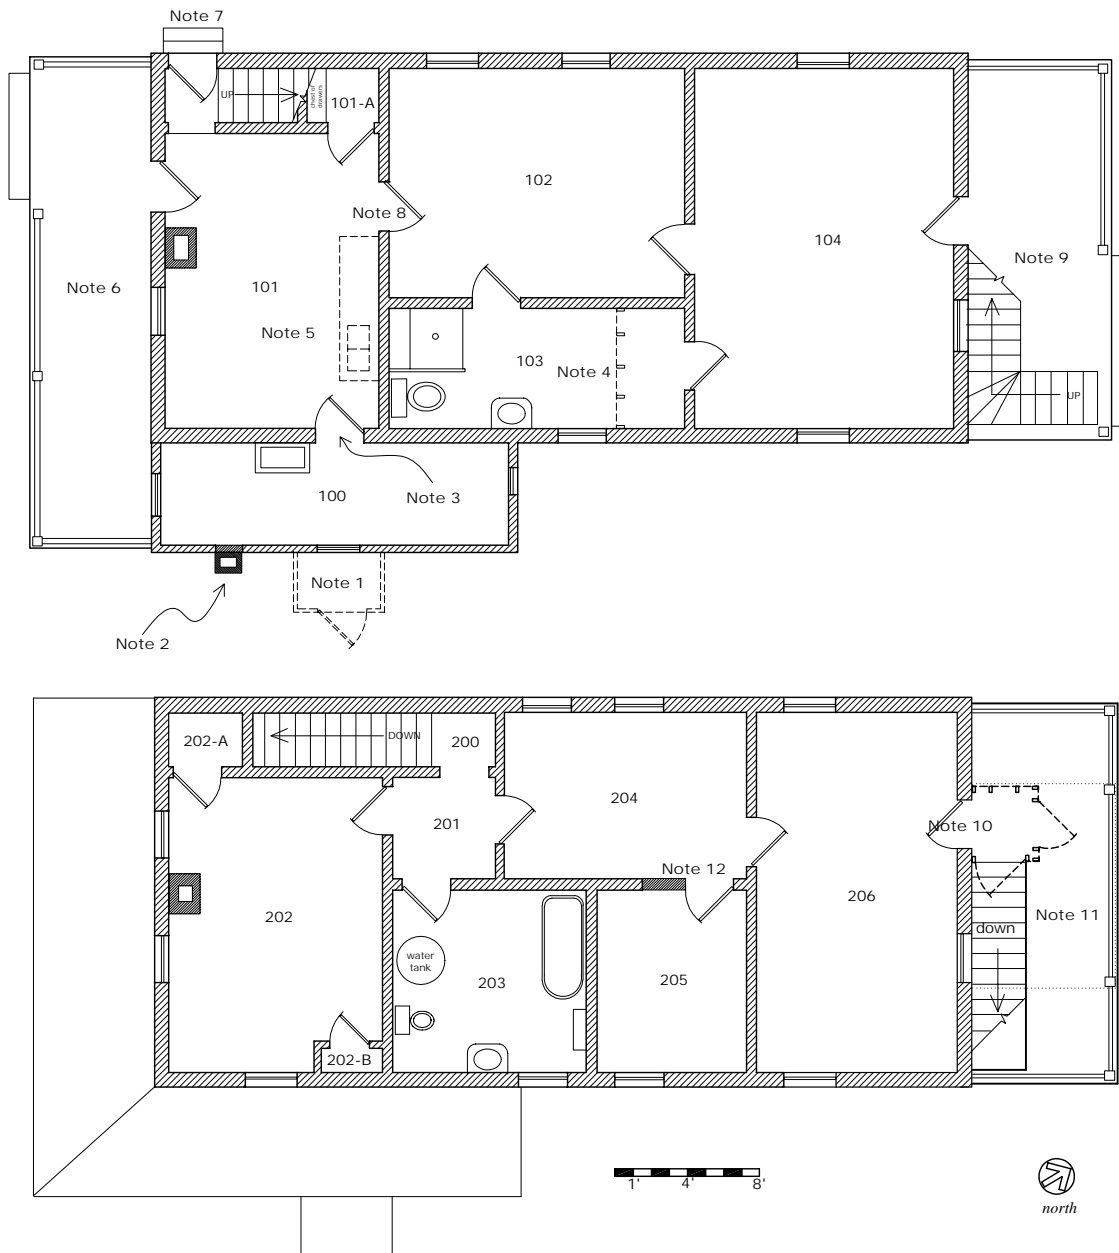 Note 7
UP
chest of
drawers
101-A
102
Note 8
104
Note 9
Note 6
101
Note 5
103
Note 4
UP
100
Note 3
Note 1
Note 2
202-A
DOWN
200
204
201
Note 10
Note 12
202
206
Note 11
down
water
tank
203
205
202-B
1' 4' 8'
north